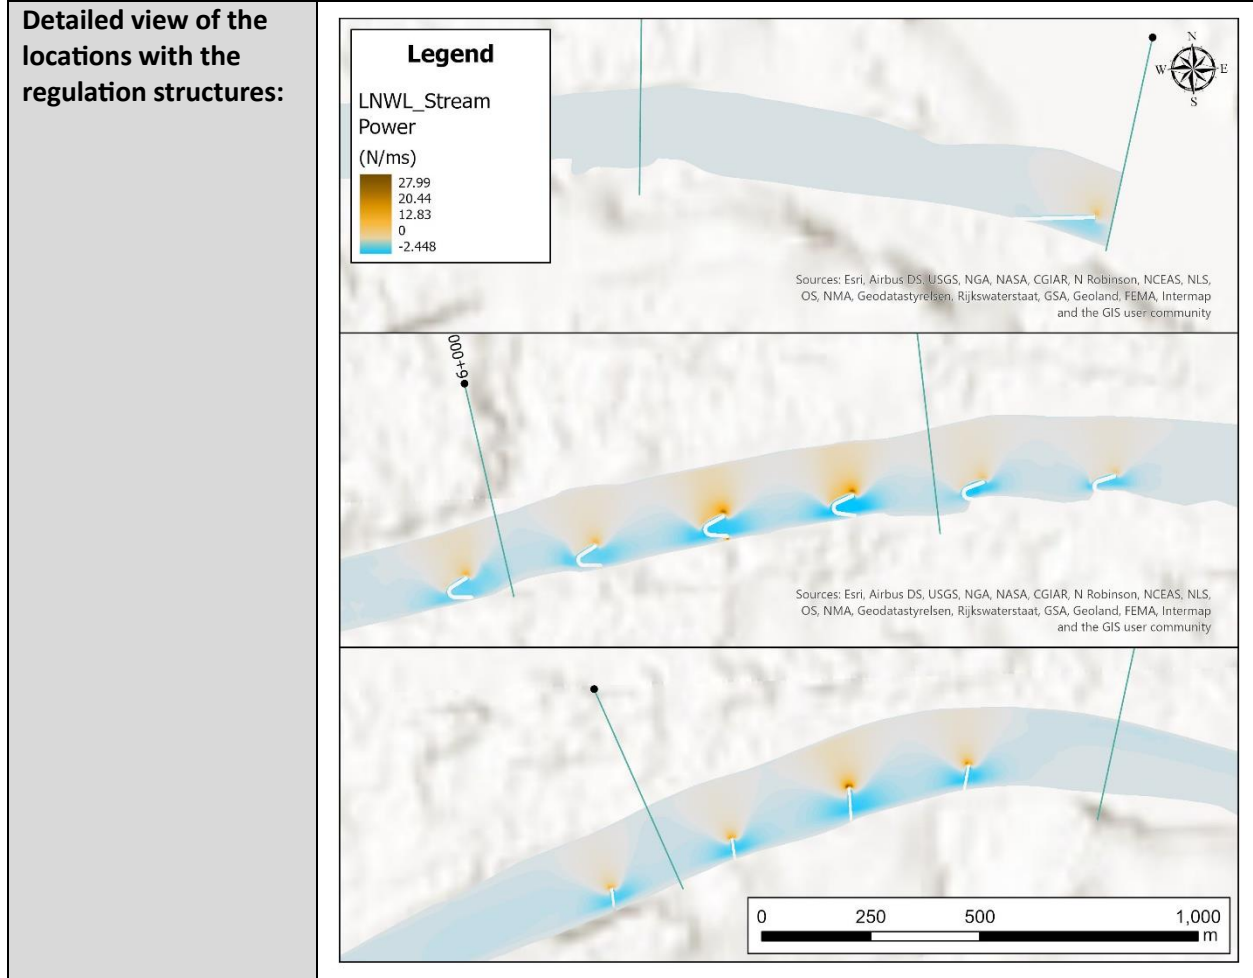 Detailed view of the
locations with the
regulation structures:
Legend
LNWL_Stream
Power
(N/ms)
27.99
20.44
12.83
0
-2.448
N
W E
S
Sources: Esri, Airbus DS, USGS, NGA, NASA, CGIAR, N Robinson, NCEAS, NLS,
OS, NMA, Geodatastyrelsen, Rijkswaterstaat, GSA, Geoland, FEMA, Intermap
and the GIS user community
6+000
Sources: Esri, Airbus DS, USGS, NGA, NASA, CGIAR, N Robinson, NCEAS, NLS,
OS, NMA, Geodatastyrelsen, Rijkswaterstaat, GSA, Geoland, FEMA, Intermap
and the GIS user community
0 250 500 1,000
m